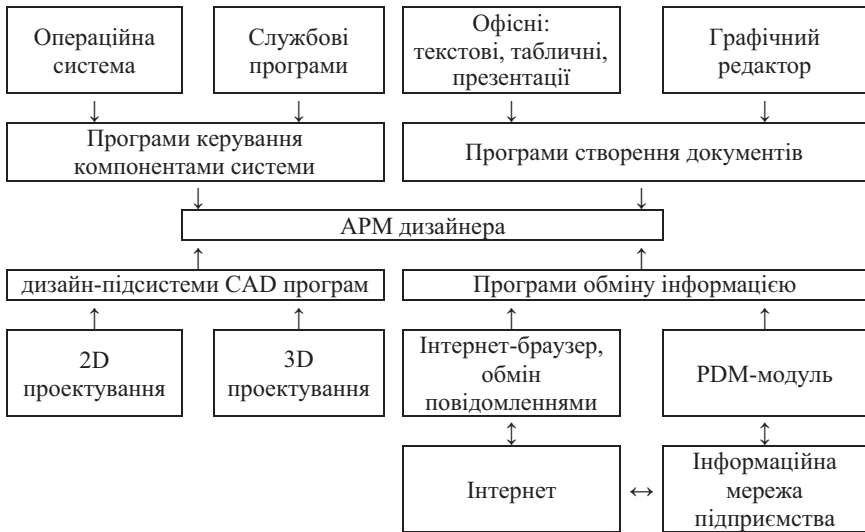 Операційна
система
Службові
програми
Офісні:
текстові, табличні,
презентації
Графічний
редактор
↓ ↓ ↓ ↓
Програми керування
компонентами системи
Програми створення документів
↓ ↓
АРМ дизайнера
↑ ↑
дизайн-підсистеми CAD програм
Програми обміну інформацією
↑ ↑ ↑ ↑
2D
проектування
3D
проектування
Інтернет-браузер,
обмін
повідомленнями
PDM-модуль
↕ ↕
Інтернет
↔
Інформаційна
мережа
підприємства